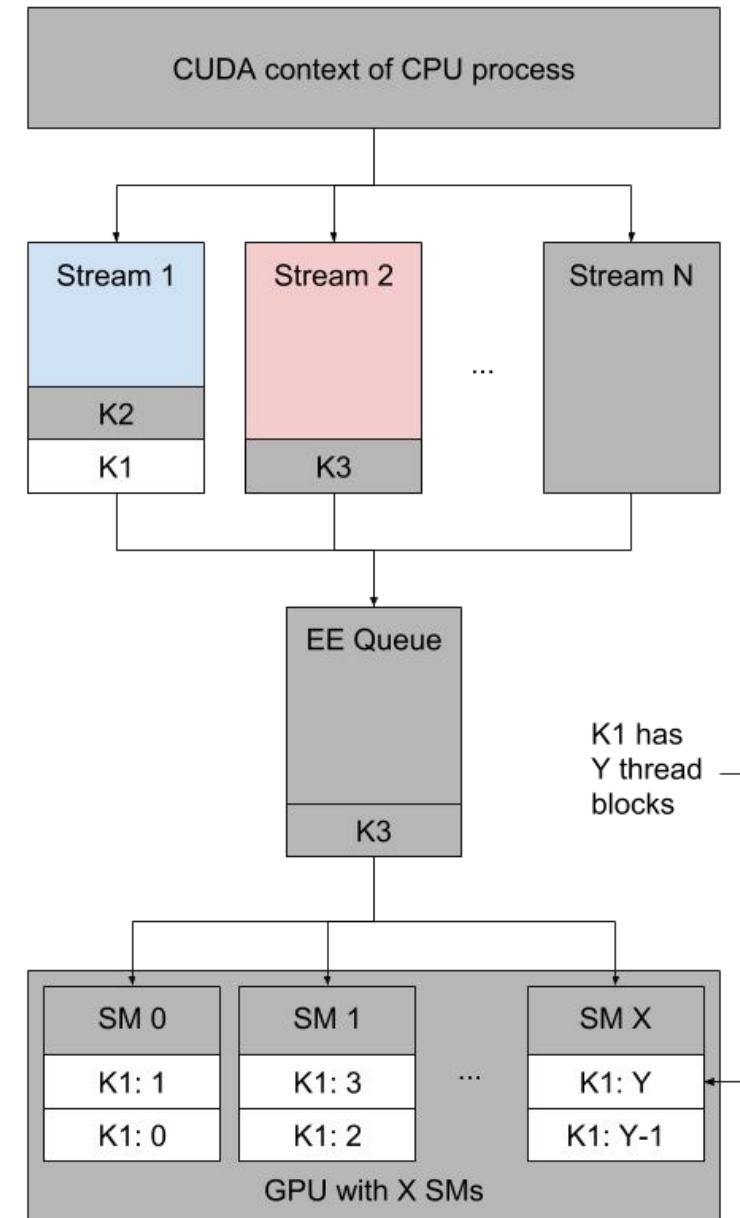 CUDA context of CPU process
Stream 1
Stream 2
Stream N
...
K2
K1
K3
EE Queue
K1 has
Y thread
blocks
K3
SM 0
SM 1
SM X
K1: 1
K1: 3
...
K1: Y
K1: 0
K1: 2
K1: Y-1
GPU with X SMs